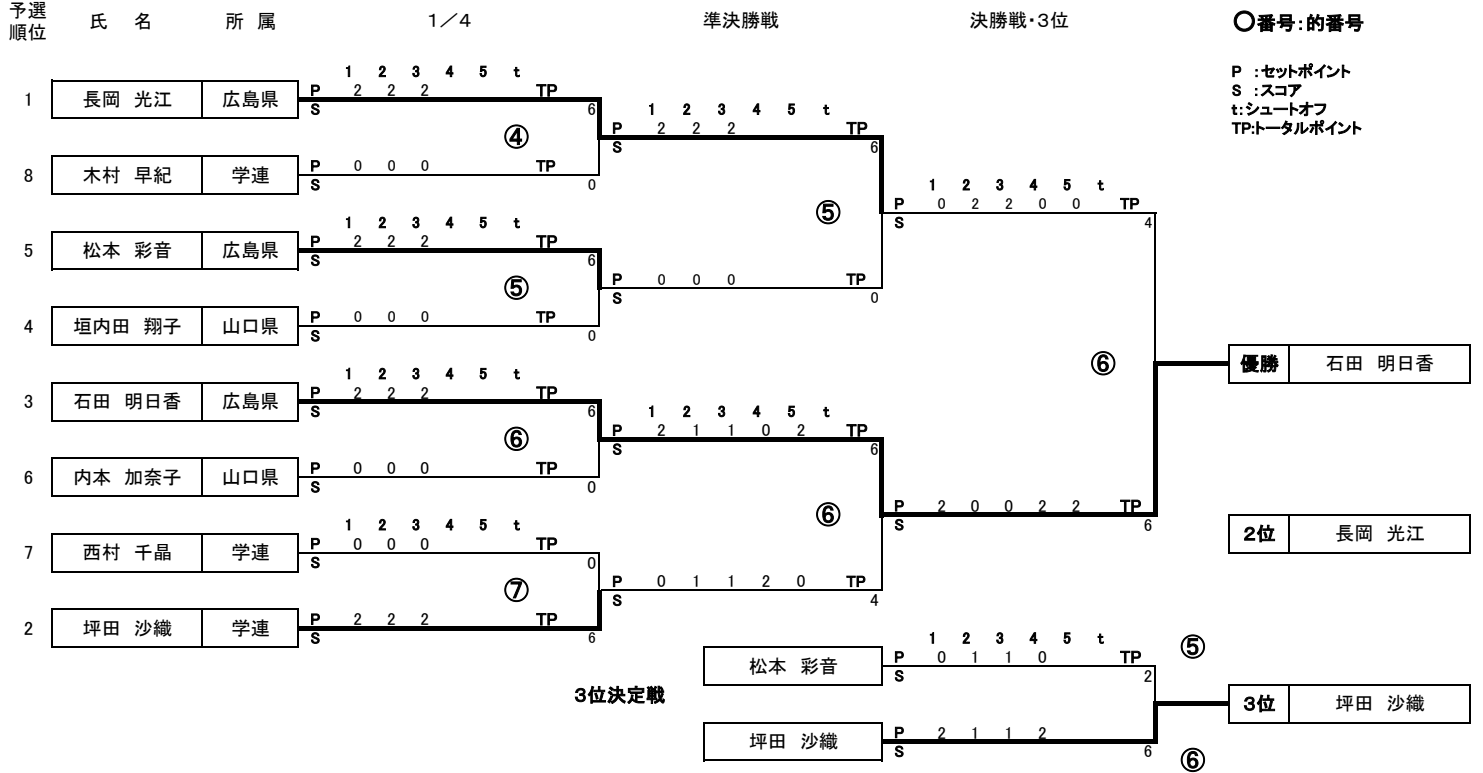 予選
順位 氏 名 所 属 1/4 準決勝戦 決勝戦・3位 〇番号:的番号
P :セットポイント
S :スコア
t:シュートオフ
TP:トータルポイント
1 2 3 4 5 t
1 長岡 光江 広島県 P 2 2 2 TP
S 6
④
8 木村 早紀 学連 P 0 0 0 TP
S 0
1 2 3 4 5 t
P 2 2 2 TP
S 6
⑤
1 2 3 4 5 t
5 松本 彩音 広島県 P 2 2 2 TP
S 6
⑤
4 垣内田 翔子 山口県 P 0 0 0 TP
S 0
P 0 0 0 TP
S 0
1 2 3 4 5 t
P 0 2 2 0 0 TP
S 4
⑥
優勝 石田 明日香
1 2 3 4 5 t
3 石田 明日香 広島県 P 2 2 2 TP
S 6
⑥
6 内本 加奈子 山口県 P 0 0 0 TP
S 0
1 2 3 4 5 t
P 2 1 1 0 2 TP
S 6
⑥
P 2 0 0 2 2 TP
S 6
2位 長岡 光江
1 2 3 4 5 t
7 西村 千晶 学連 P 0 0 0 TP
S 0
⑦
2 坪田 沙織 学連 P 2 2 2 TP
S 6
P 0 1 1 2 0 TP
S 4
3位決定戦
1 2 3 4 5 t
松本 彩音 P 0 1 1 0 TP
S 2
⑤
3位 坪田 沙織
坪田 沙織 P 2 1 1 2 TP
S 6
⑥